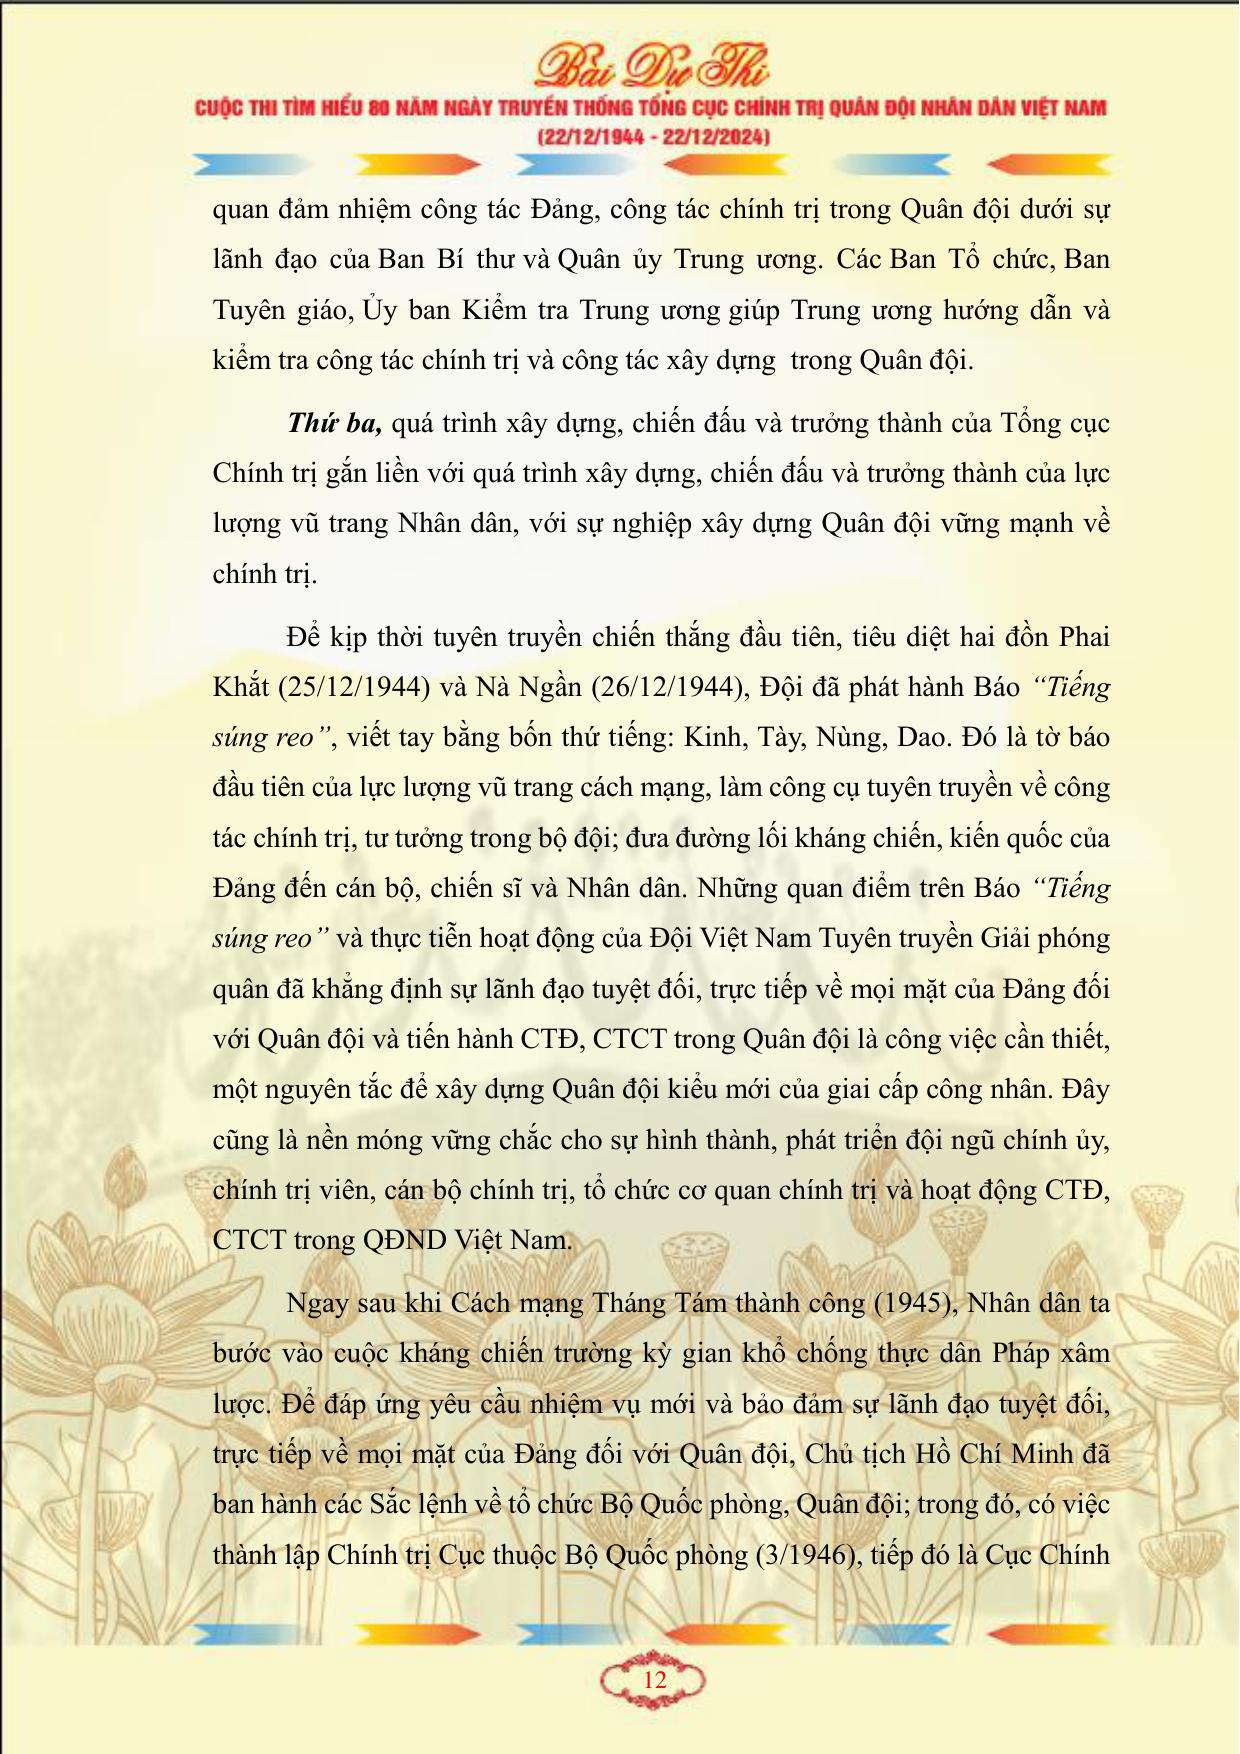 Bài Dự Thi
CUỘC THI TÌM HIỂU 80 NĂM NGÀY TRUYỀN THỐNG TỔNG CỤC CHÍNH TRỊ QUÂN ĐỘI NHÂN DÂN VIỆT NAM
(22/12/1944 - 22/12/2024)
quan đảm nhiệm công tác Đảng, công tác chính trị trong Quân đội dưới sự
lãnh đạo của Ban Bí thư và Quân ủy Trung ương. Các Ban Tổ chức, Ban
Tuyên giáo, Ủy ban Kiểm tra Trung ương giúp Trung ương hướng dẫn và
kiểm tra công tác chính trị và công tác xây dựng  trong Quân đội.
Thứ ba, quá trình xây dựng, chiến đấu và trưởng thành của Tổng cục
Chính trị gắn liền với quá trình xây dựng, chiến đấu và trưởng thành của lực
lượng vũ trang Nhân dân, với sự nghiệp xây dựng Quân đội vững mạnh về
chính trị.
Để kịp thời tuyên truyền chiến thắng đầu tiên, tiêu diệt hai đồn Phai
Khắt (25/12/1944) và Nà Ngần (26/12/1944), Đội đã phát hành Báo “Tiếng
súng reo”, viết tay bằng bốn thứ tiếng: Kinh, Tày, Nùng, Dao. Đó là tờ báo
đầu tiên của lực lượng vũ trang cách mạng, làm công cụ tuyên truyền về công
tác chính trị, tư tưởng trong bộ đội; đưa đường lối kháng chiến, kiến quốc của
Đảng đến cán bộ, chiến sĩ và Nhân dân. Những quan điểm trên Báo “Tiếng
súng reo” và thực tiễn hoạt động của Đội Việt Nam Tuyên truyền Giải phóng
quân đã khẳng định sự lãnh đạo tuyệt đối, trực tiếp về mọi mặt của Đảng đối
với Quân đội và tiến hành CTĐ, CTCT trong Quân đội là công việc cần thiết,
một nguyên tắc để xây dựng Quân đội kiểu mới của giai cấp công nhân. Đây
cũng là nền móng vững chắc cho sự hình thành, phát triển đội ngũ chính ủy,
chính trị viên, cán bộ chính trị, tổ chức cơ quan chính trị và hoạt động CTĐ,
CTCT trong QĐND Việt Nam.
Ngay sau khi Cách mạng Tháng Tám thành công (1945), Nhân dân ta
bước vào cuộc kháng chiến trường kỳ gian khổ chống thực dân Pháp xâm
lược. Để đáp ứng yêu cầu nhiệm vụ mới và bảo đảm sự lãnh đạo tuyệt đối,
trực tiếp về mọi mặt của Đảng đối với Quân đội, Chủ tịch Hồ Chí Minh đã
ban hành các Sắc lệnh về tổ chức Bộ Quốc phòng, Quân đội; trong đó, có việc
thành lập Chính trị Cục thuộc Bộ Quốc phòng (3/1946), tiếp đó là Cục Chính
12